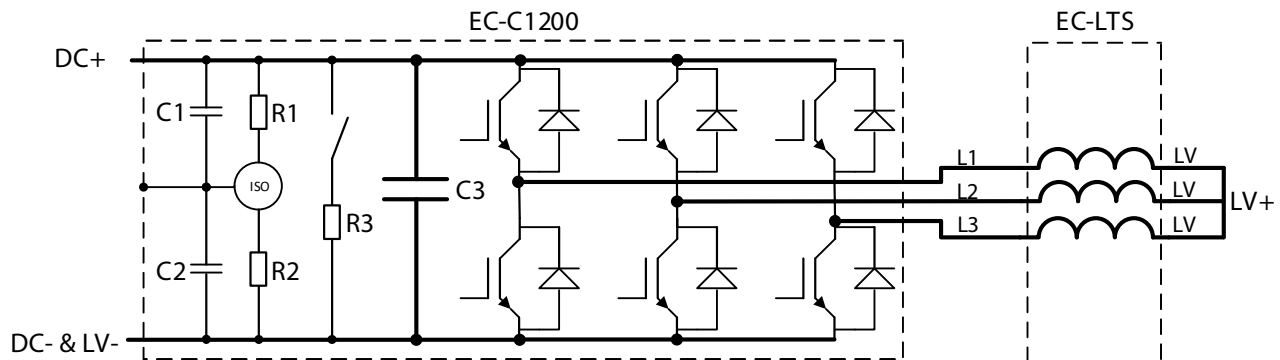 EC-C1200
EC-LTS
DC+
C1
R1
ISO
C3
L1
LV
L2
LV
LV+
R3
L3
LV
C2
R2
DC- & LV-